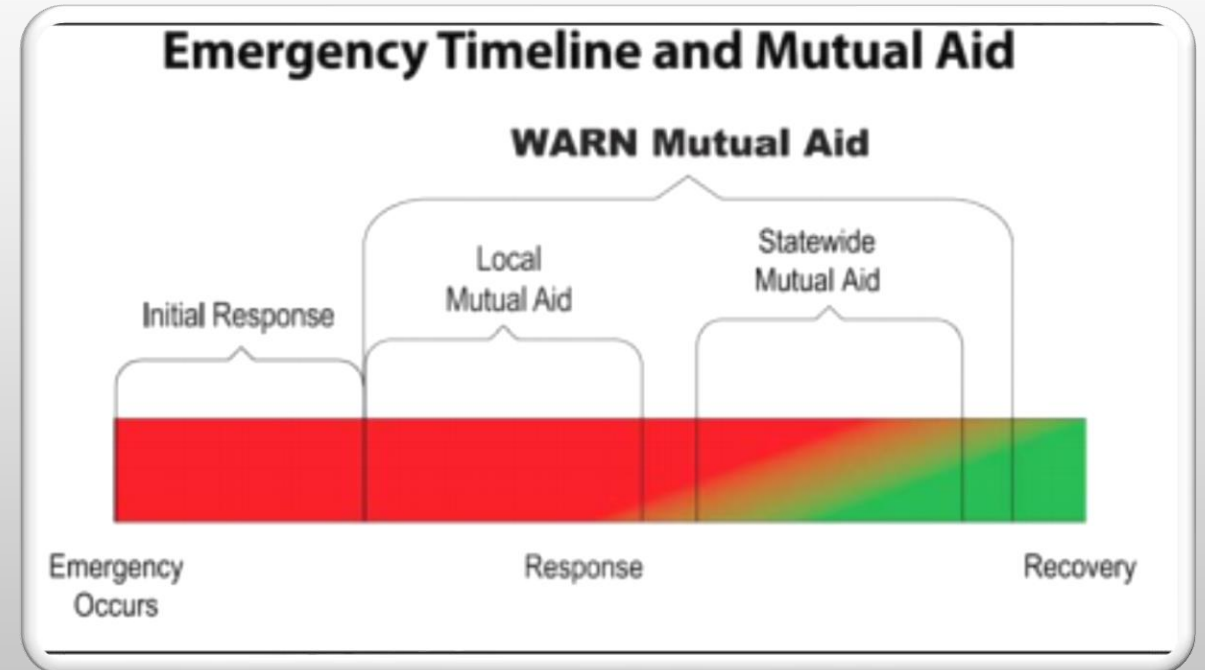 Emergency Timeline and Mutual Aid
WARN Mutual Aid
Initial Response
Local
Mutual Aid
Statewide
Mutual Aid
Emergency
Occurs
Response
Recovery